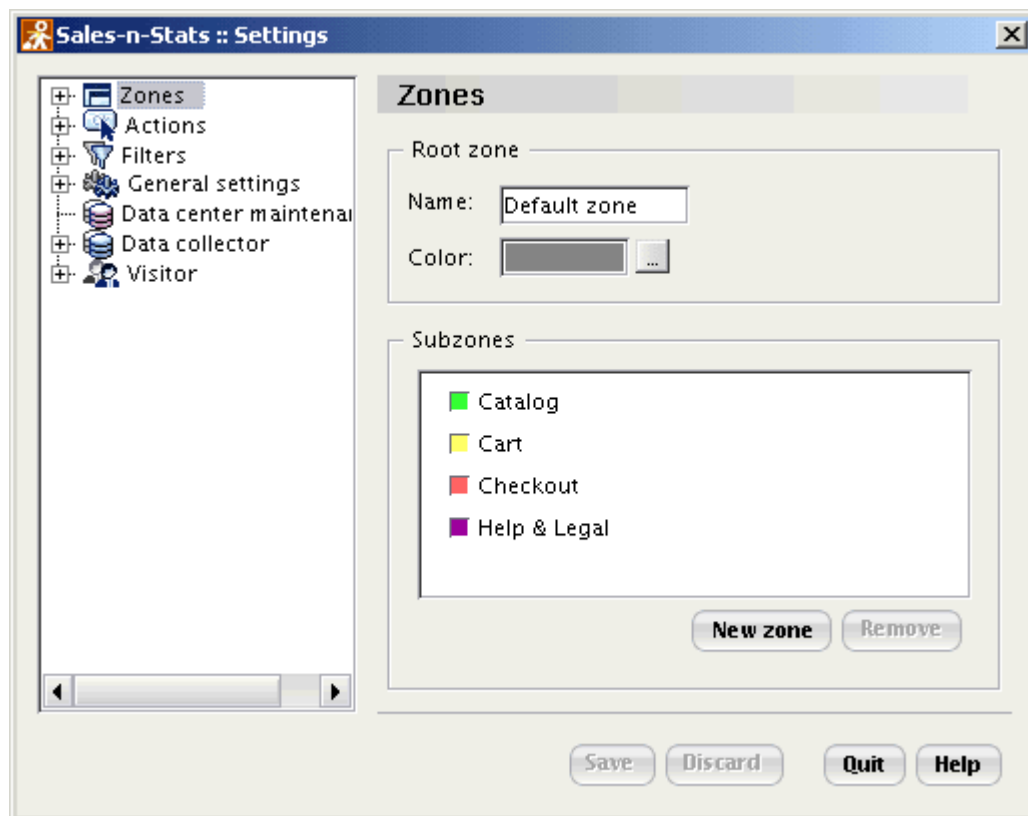 Sales-n-Stats :: Settings
Zones
Actions
Filters
General settings
Data center maintenai
Data collector
Visitor
Zones
Root zone
Name: Default zone
Color: ...
Subzones
Catalog
Cart
Checkout
Help & Legal
New zone Remove
Save Discard Quit Help